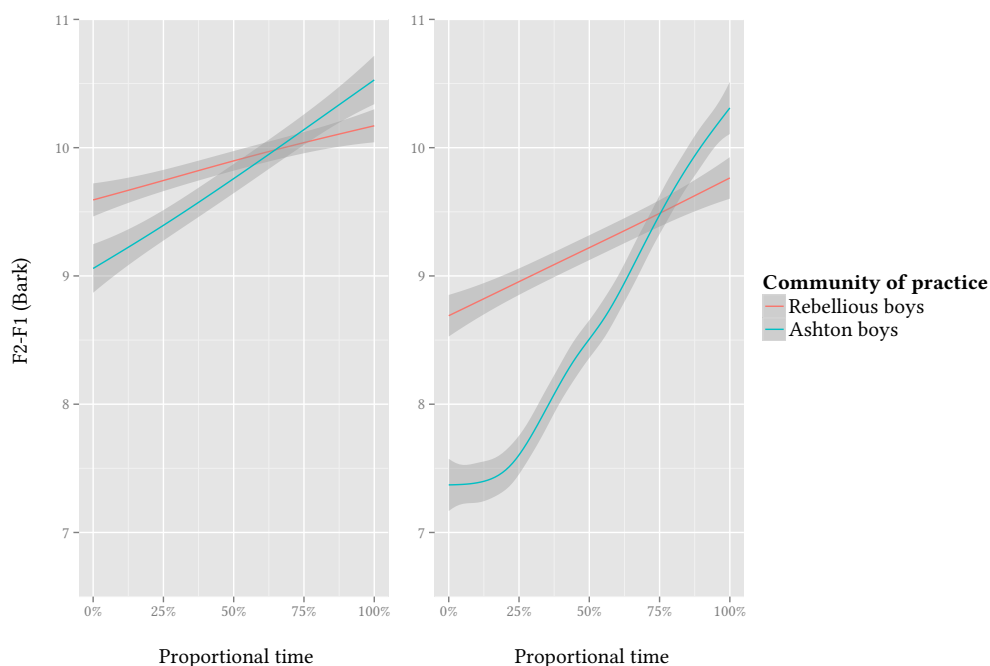 11
10
9
8
7
0% 25% 50% 75% 100%
Proportional time
F2-F1 (Bark)
11
10
9
8
7
0% 25% 50% 75% 100%
Proportional time
Community of practice
Rebellious boys
Ashton boys